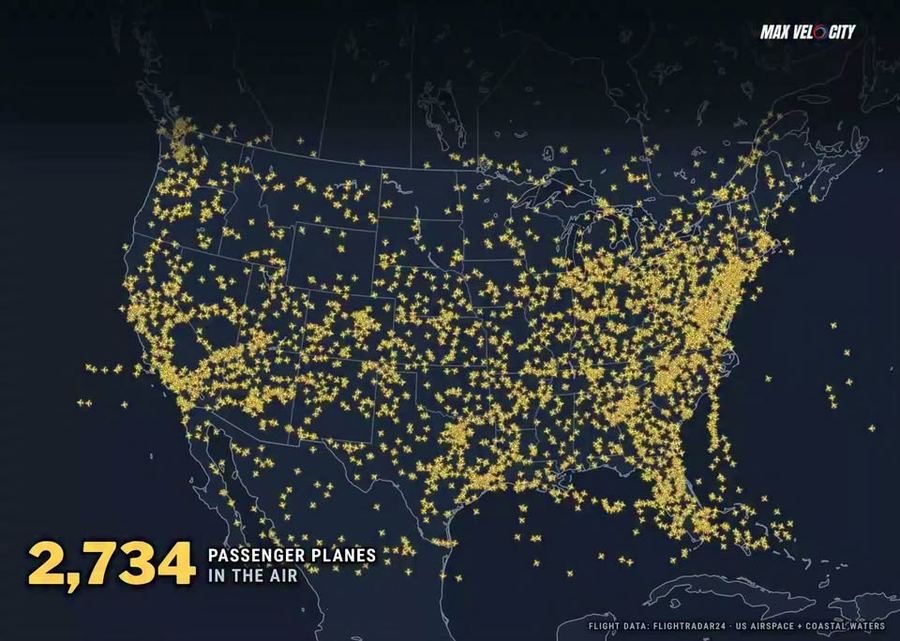 MAX VELOCITY
2,734 PASSENGER PLANES
IN THE AIR
FLIGHT DATA: FLIGHTRADAR24 · US AIRSPACE + COASTAL WATERS